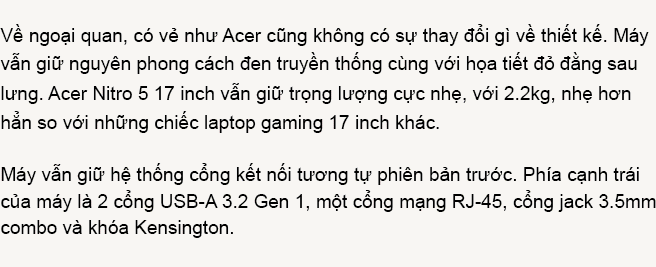 Về ngoại quan, có vẻ như Acer cũng không có sự thay đổi gì về thiết kế. Máy
vẫn giữ nguyên phong cách đen truyền thống cùng với họa tiết đỏ đằng sau
lưng. Acer Nitro 5 17 inch vẫn giữ trọng lượng cực nhẹ, với 2.2kg, nhẹ hơn
hẳn so với những chiếc laptop gaming 17 inch khác.
Máy vẫn giữ hệ thống cổng kết nối tương tự phiên bản trước. Phía cạnh trái
của máy là 2 cổng USB-A 3.2 Gen 1, một cổng mạng RJ-45, cổng jack 3.5mm
combo và khóa Kensington.